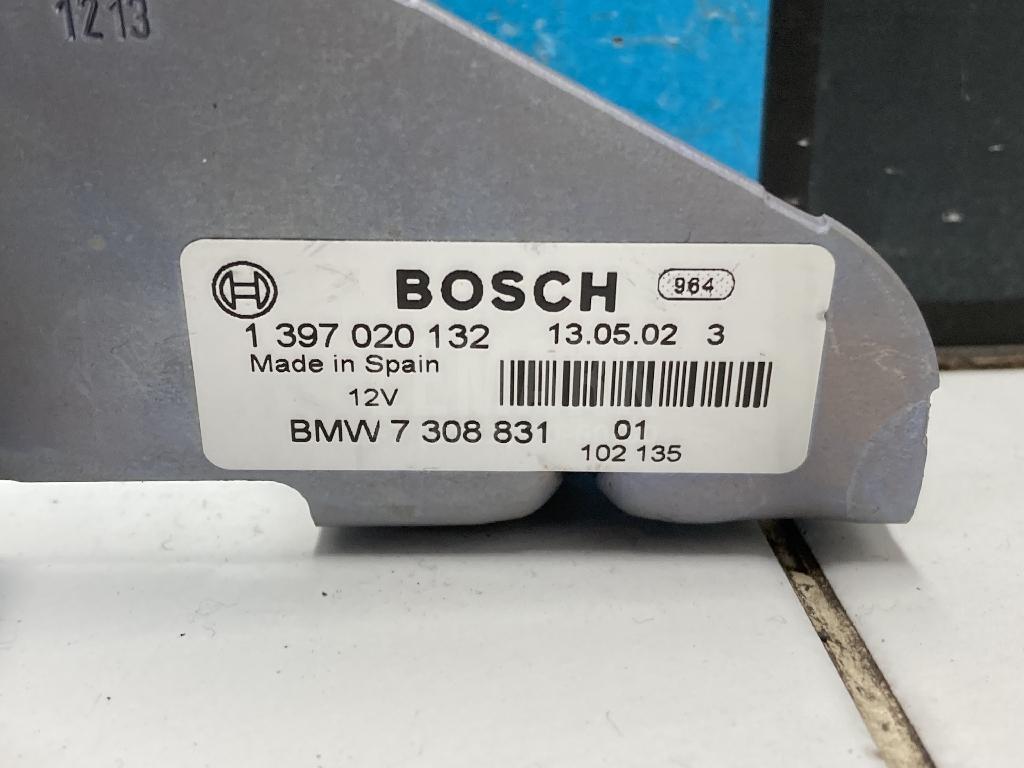 1213
BOSCH 964
1 397 020 132 13.05.02 3
Made in Spain
12V
BMW 7 308 831 01
102 135